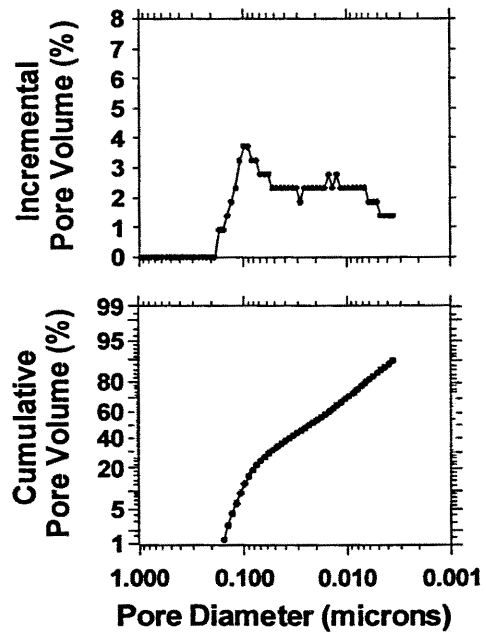 Incremental
Pore Volume (%)
8
7
6
5
4
3
2
1
0
Cumulative
Pore Volume (%)
99
95
80
60
40
20
5
1
1.000 0.100 0.010 0.001
Pore Diameter (microns)